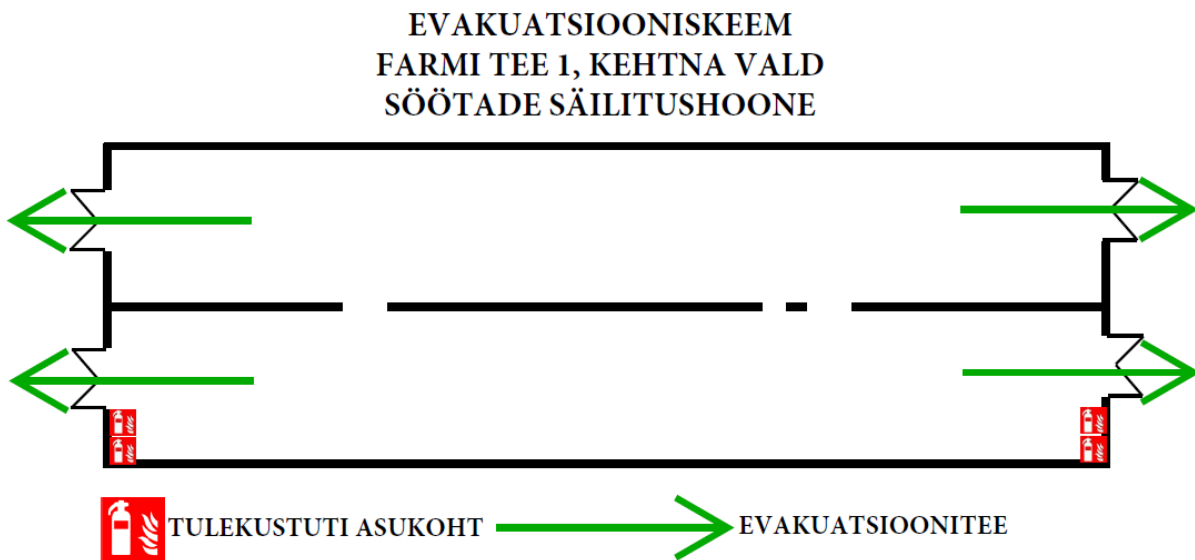 EVAKUATSIOONISKEEM
FARMI TEE 1, KEHTNA VALD
SÖÖTADE SÄILITUSHOONE
TULEKUSTUTI ASUKOHT
EVAKUATSIOONITEE